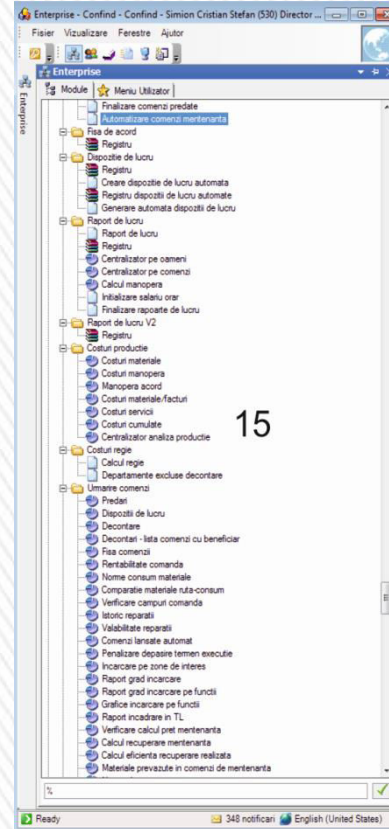 Enterprise - Confind - Confind - Simion Cristian Stefan (530) Director ...
Fisier Vizualizare Ferestre Ajutor
Enterprise
Enterprise
Module Meniu Utilizator
Finalizare comenzi predate
Automatizare comenzi mentenanta
Fisa de acord
Registru
Dispozitie de lucru
Registru
Creare dispozitie de lucru automata
Registru dispozitii de lucru automate
Generare automata dispozitii de lucru
Raport de lucru
Raport de lucru
Registru
Centralizator pe oameni
Centralizator pe comenzi
Calcul manopera
Initializare salariu orar
Finalizare rapoarte de lucru
Raport de lucru V2
Registru
Costuri productie
Costuri materiale
Costuri manopera
Manopera acord
Costuri materiale/facturi
Costuri servicii
Costuri cumulate
Centralizator analiza productie
15
Costuri regie
Calcul regie
Departamente excluse decontare
Urmarire comenzi
Predari
Dispozitii de lucru
Decontare
Decontari - lista comenzi cu beneficiar
Fisa comenzii
Rentabilitate comanda
Norme consum materiale
Comparatie materiale ruta-consum
Verificare campuri comanda
Istoric reparatii
Valabilitate reparatii
Comenzi lansate automat
Penalizare depasire termen executie
Incarcare pe zone de interes
Raport grad incarcare
Raport grad incarcare pe functii
Grafice incarcare pe functii
Raport incadrare in TL
Verificare calcul pret mentenanta
Calcul recuperare mentenanta
Calcul eficienta recuperare realizata
Materiale prevazute in comenzi de mentenanta
%
Ready 348 notificari English (United States)